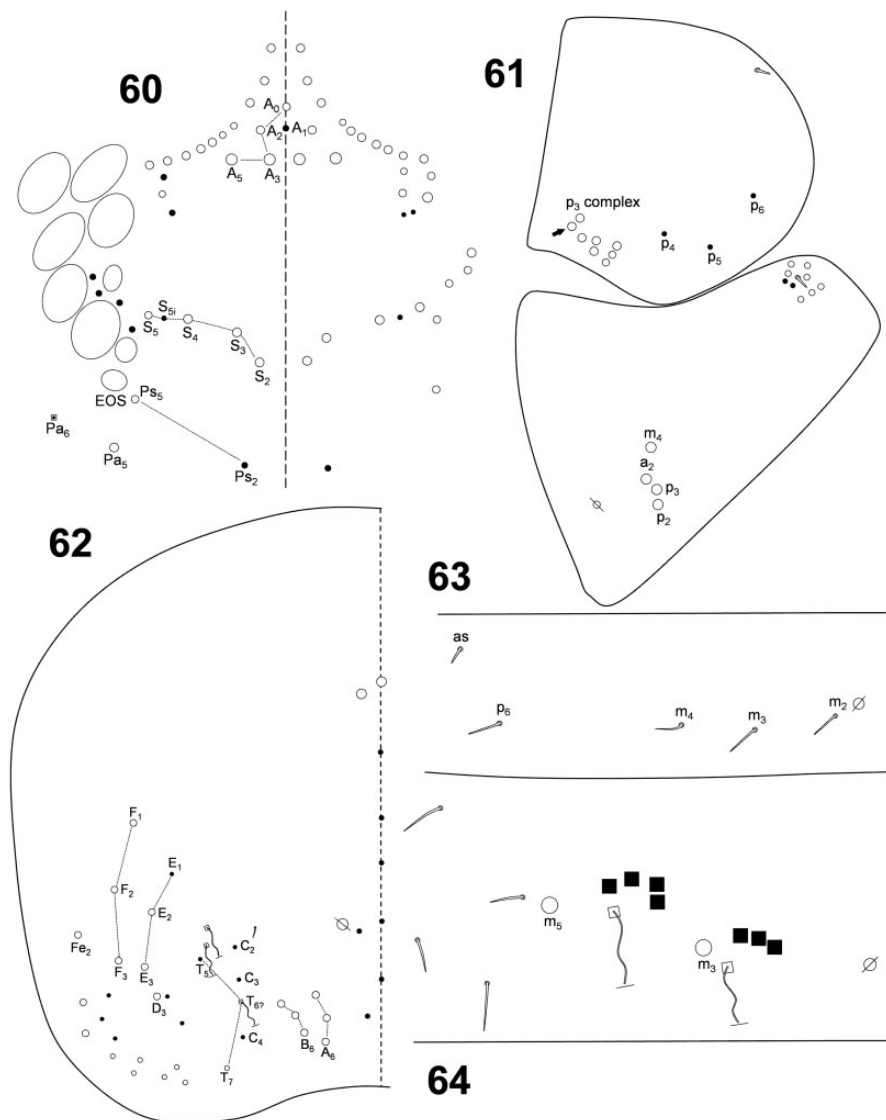 60
A0
A2 A1
A5 A3
S5i
S5 S4
S3
S2
EOS Ps5
Pa6
Pa5
Ps2
61
p3 complex
p6
p4
p5
m4
a2
p3
p2
62
F1
E1
F2
E2
Fe2
C2
F3
E3
T5
C3
D3
T6?
C4
B6
A6
T7
63
as
p6
m4
m3
m2
m5
m3
64